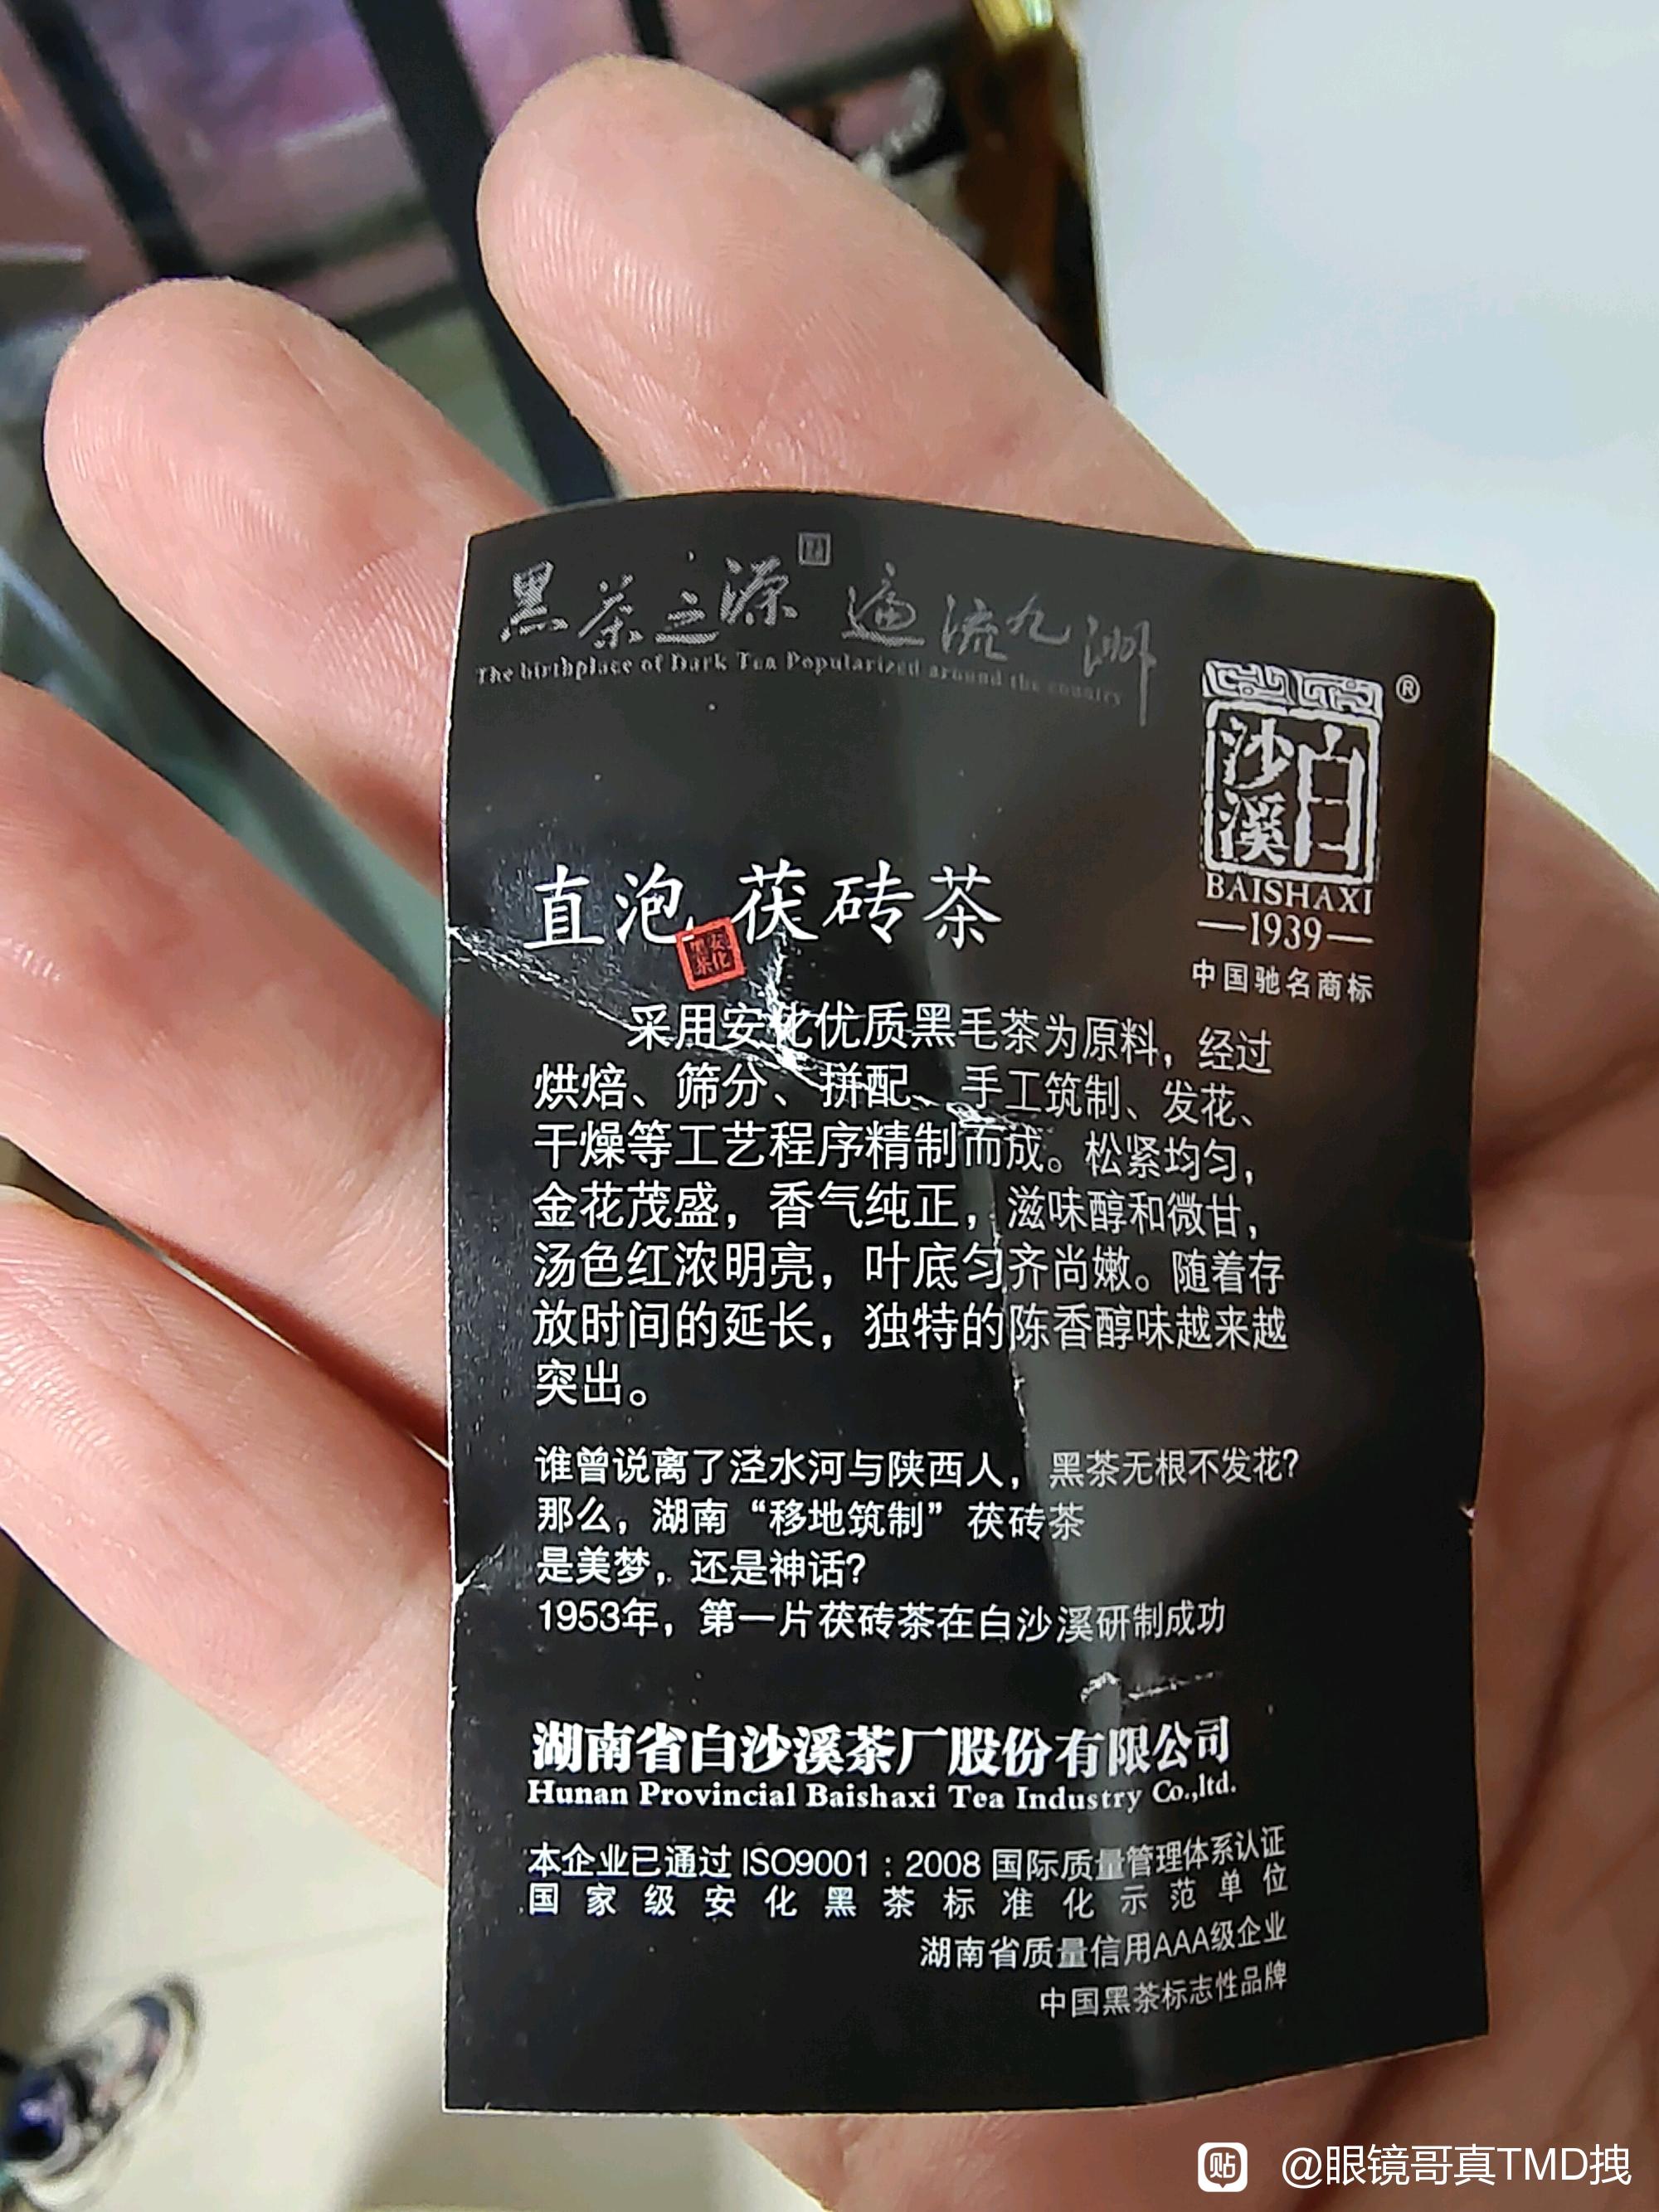 黑茶之源 遍流九洲
The birthplace of Dark Tea Popularized around the country
白沙溪
®
BAISHAXI
1939
中国驰名商标
直泡 茯砖茶
安化黑茶
采用安化优质黑毛茶为原料，经过
烘焙、筛分、拼配、手工筑制、发花、
干燥等工艺程序精制而成。松紧均匀，
金花茂盛，香气纯正，滋味醇和微甘，
汤色红浓明亮，叶底匀齐尚嫩。随着存
放时间的延长，独特的陈香醇味越来越
突出。
谁曾说离了泾水河与陕西人，黑茶无根不发花?
那么，湖南“移地筑制”茯砖茶
是美梦，还是神话?
1953年，第一片茯砖茶在白沙溪研制成功
湖南省白沙溪茶厂股份有限公司
Hunan Provincial Baishaxi Tea Industry Co.,ltd.
本企业已通过 ISO9001：2008 国际质量管理体系认证
国家级安化黑茶标准化示范单位
湖南省质量信用AAA级企业
中国黑茶标志性品牌
贴 @眼镜哥真TMD拽